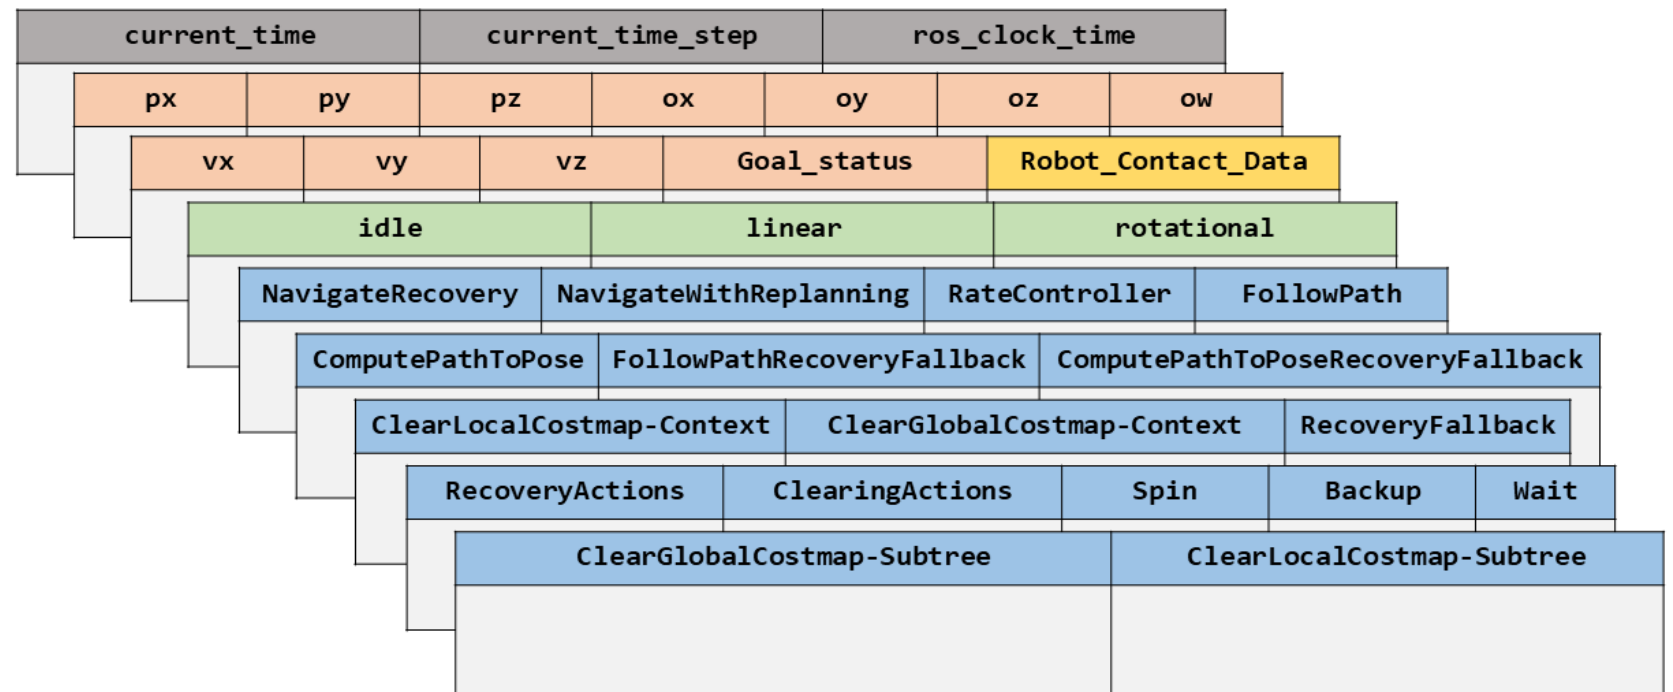 current_time current_time_step ros_clock_time
px py pz ox oy oz ow
vx vy vz Goal_status Robot_Contact_Data
idle linear rotational
NavigateRecovery NavigateWithReplanning RateController FollowPath
ComputePathToPose FollowPathRecoveryFallback ComputePathToPoseRecoveryFallback
ClearLocalCostmap-Context ClearGlobalCostmap-Context RecoveryFallback
RecoveryActions ClearingActions Spin Backup Wait
ClearGlobalCostmap-Subtree ClearLocalCostmap-Subtree